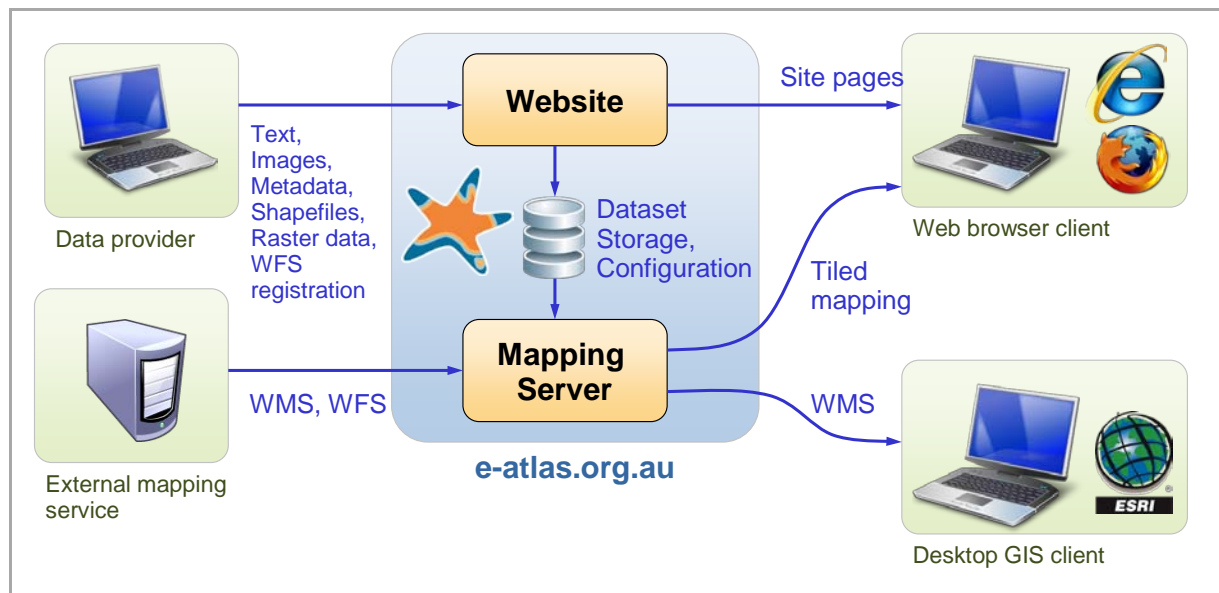 Website
Site pages
Text,
Images,
Metadata,
Shapefiles,
Raster data,
WFS
registration
Data provider
Dataset
Storage,
Configuration
Web browser client
Tiled
mapping
Mapping
Server
WMS, WFS
WMS
e-atlas.org.au
External mapping
service
ESRI
®
Desktop GIS client